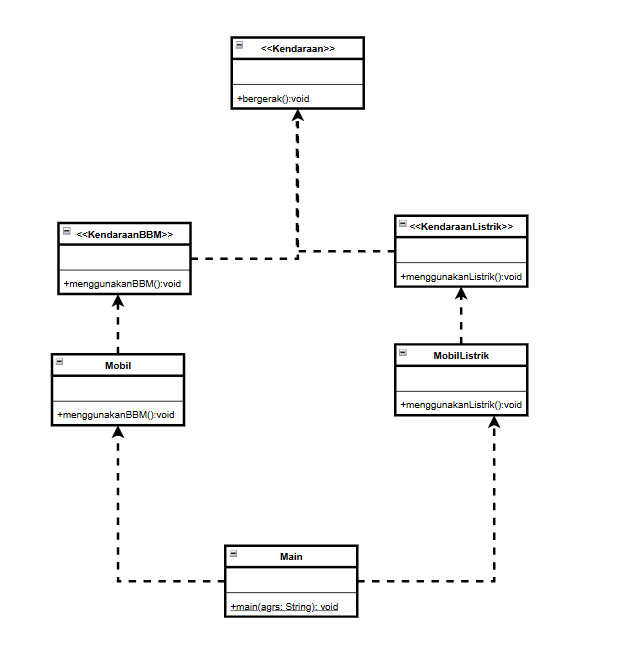 <<Kendaraan>>
+bergerak():void
<<KendaraanBBM>>
+menggunakanBBM():void
<<KendaraanListrik>>
+menggunakanListrik():void
Mobil
+menggunakanBBM():void
MobilListrik
+menggunakanListrik():void
Main
+main(agrs: String): void